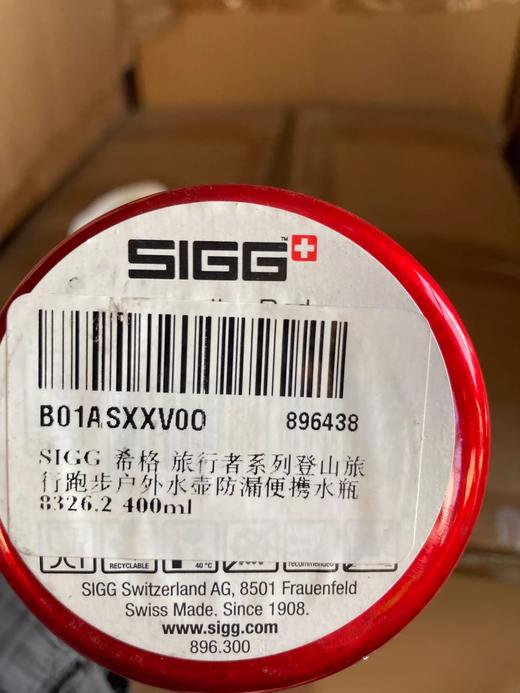 SIGG
B01ASXXV00 896438
SIGG 希格 旅行者系列登山旅
行跑步户外水壶防漏便携水瓶
8326.2 400ml
RECYCLABLE 40°C recommended
SIGG Switzerland AG, 8501 Frauenfeld
Swiss Made. Since 1908.
www.sigg.com
896.300